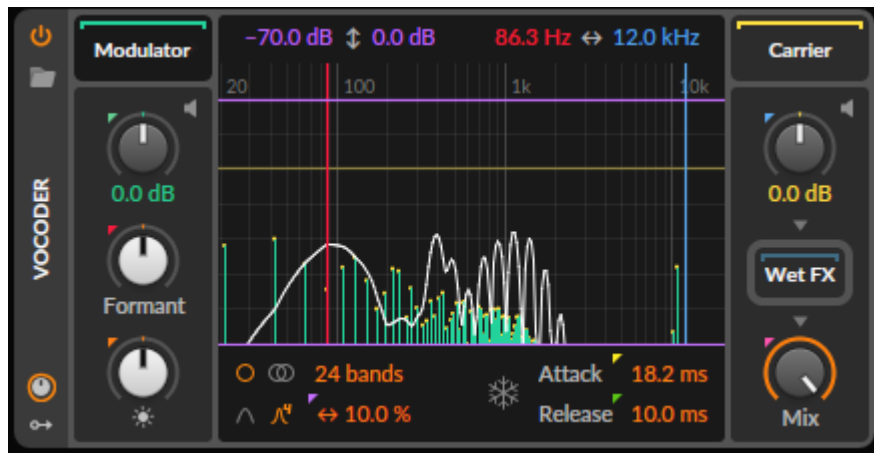 VOCODER
Modulator
0.0 dB
Formant
−70.0 dB ↕ 0.0 dB 86.3 Hz ↔ 12.0 kHz
20 100 1k 10k
24 bands
↔ 10.0 %
4
Attack 18.2 ms
Release 10.0 ms
Carrier
0.0 dB
Wet FX
Mix